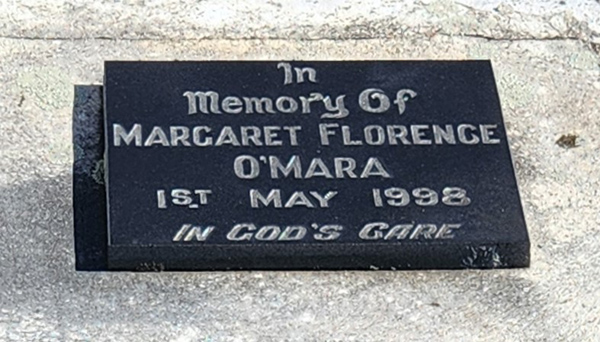 In
Memory Of
MARGARET FLORENCE
O'MARA
1ST MAY 1998
IN GOD'S CARE